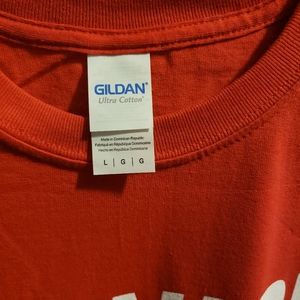 GILDAN®
Ultra Cotton®
Made in Dominican Republic
Fabriqué en République Dominicaine
Hecho en República Dominicana
L | G | G